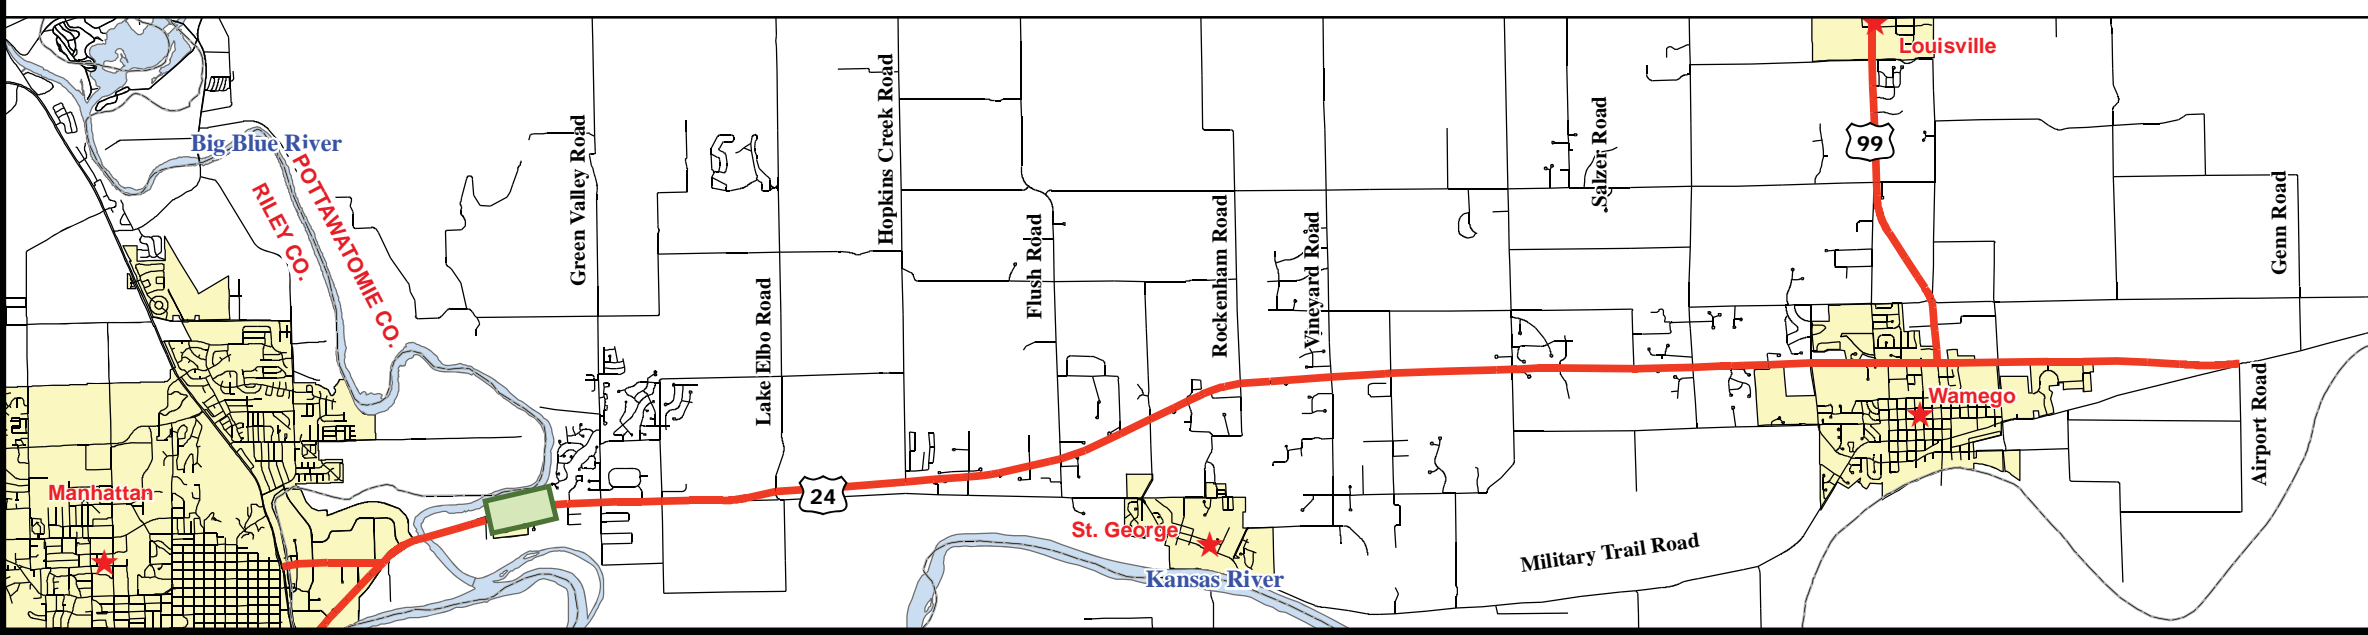 Louisville
99
Big Blue River
POTTAWATOMIE CO.
RILEY CO.
Green Valley Road
Hopkins Creek Road
Salzer Road
Genn Road
Flush Road
Rockenham Road
Vineyard Road
Lake Elbo Road
Wamego
Airport Road
Manhattan
24
St. George
Military Trail Road
Kansas River